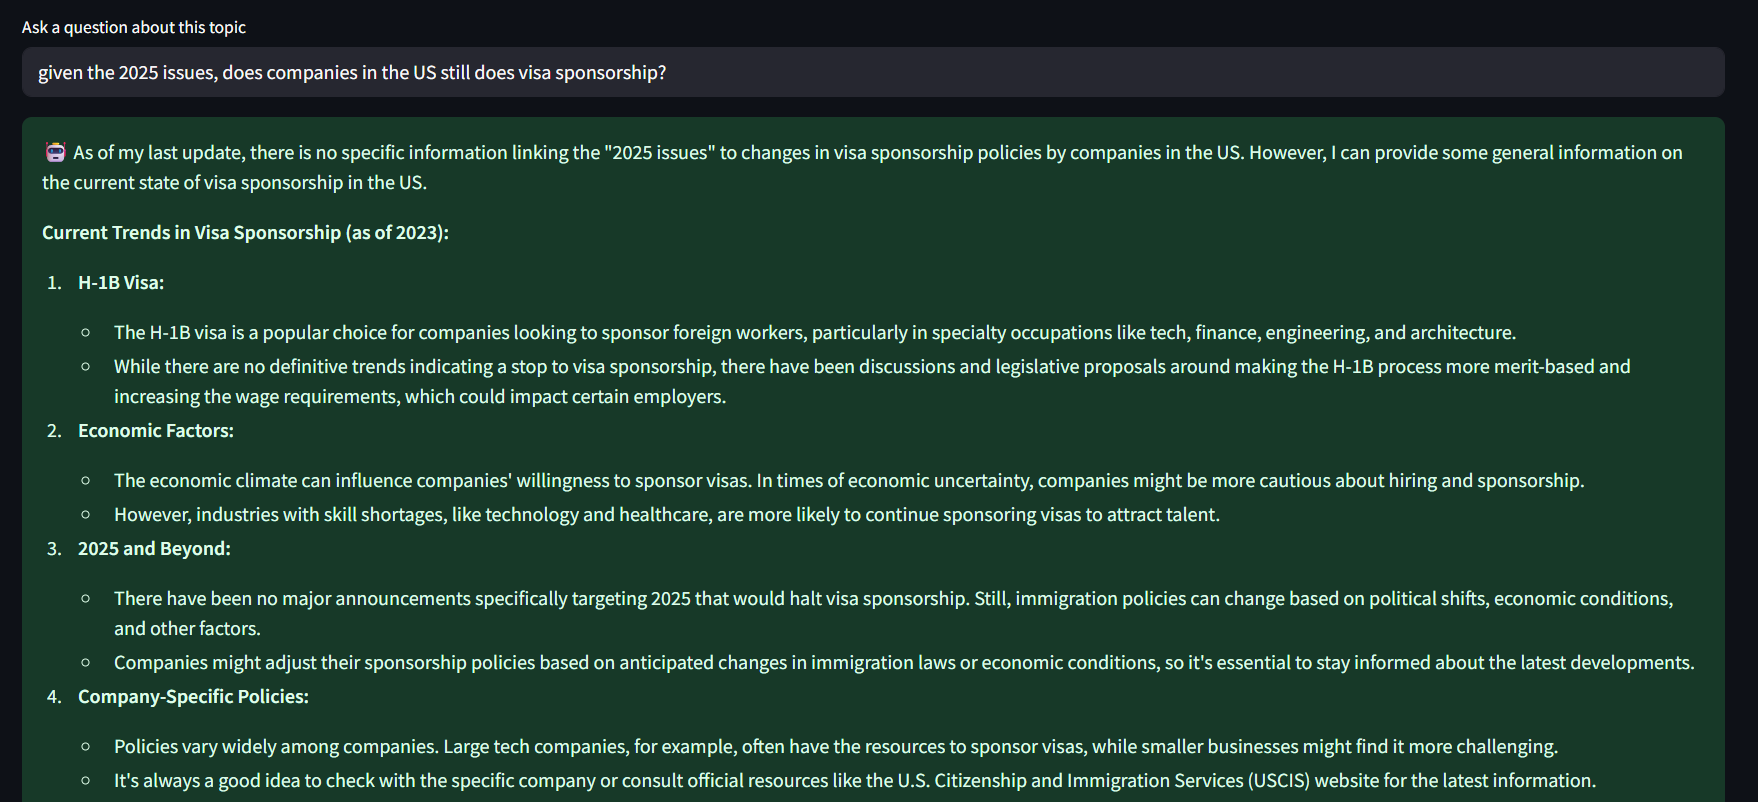 Ask a question about this topic
given the 2025 issues, does companies in the US still does visa sponsorship?
🤖 As of my last update, there is no specific information linking the "2025 issues" to changes in visa sponsorship policies by companies in the US. However, I can provide some general information on
the current state of visa sponsorship in the US.
Current Trends in Visa Sponsorship (as of 2023):
1. H-1B Visa:
○ The H-1B visa is a popular choice for companies looking to sponsor foreign workers, particularly in specialty occupations like tech, finance, engineering, and architecture.
○ While there are no definitive trends indicating a stop to visa sponsorship, there have been discussions and legislative proposals around making the H-1B process more merit-based and
increasing the wage requirements, which could impact certain employers.
2. Economic Factors:
○ The economic climate can influence companies' willingness to sponsor visas. In times of economic uncertainty, companies might be more cautious about hiring and sponsorship.
○ However, industries with skill shortages, like technology and healthcare, are more likely to continue sponsoring visas to attract talent.
3. 2025 and Beyond:
○ There have been no major announcements specifically targeting 2025 that would halt visa sponsorship. Still, immigration policies can change based on political shifts, economic conditions,
and other factors.
○ Companies might adjust their sponsorship policies based on anticipated changes in immigration laws or economic conditions, so it's essential to stay informed about the latest developments.
4. Company-Specific Policies:
○ Policies vary widely among companies. Large tech companies, for example, often have the resources to sponsor visas, while smaller businesses might find it more challenging.
○ It's always a good idea to check with the specific company or consult official resources like the U.S. Citizenship and Immigration Services (USCIS) website for the latest information.